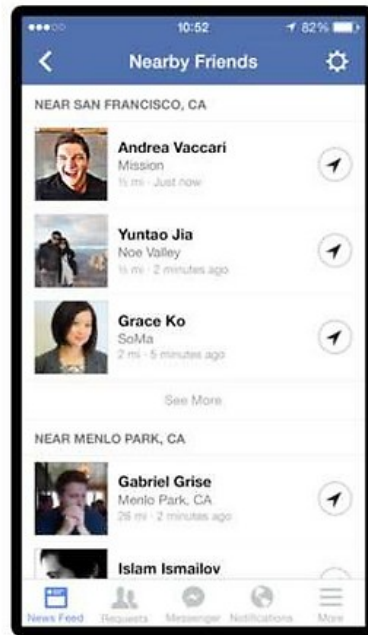 10:52
82%
Nearby Friends
NEAR SAN FRANCISCO, CA
Andrea Vaccari
Mission
½ mi · Just now
Yuntao Jia
Noe Valley
½ mi · 2 minutes ago
Grace Ko
SoMa
2 mi · 5 minutes ago
See More
NEAR MENLO PARK, CA
Gabriel Grise
Menlo Park, CA
26 mi · 2 minutes ago
Islam Ismailov
News Feed
Requests
Messenger
Notifications
More